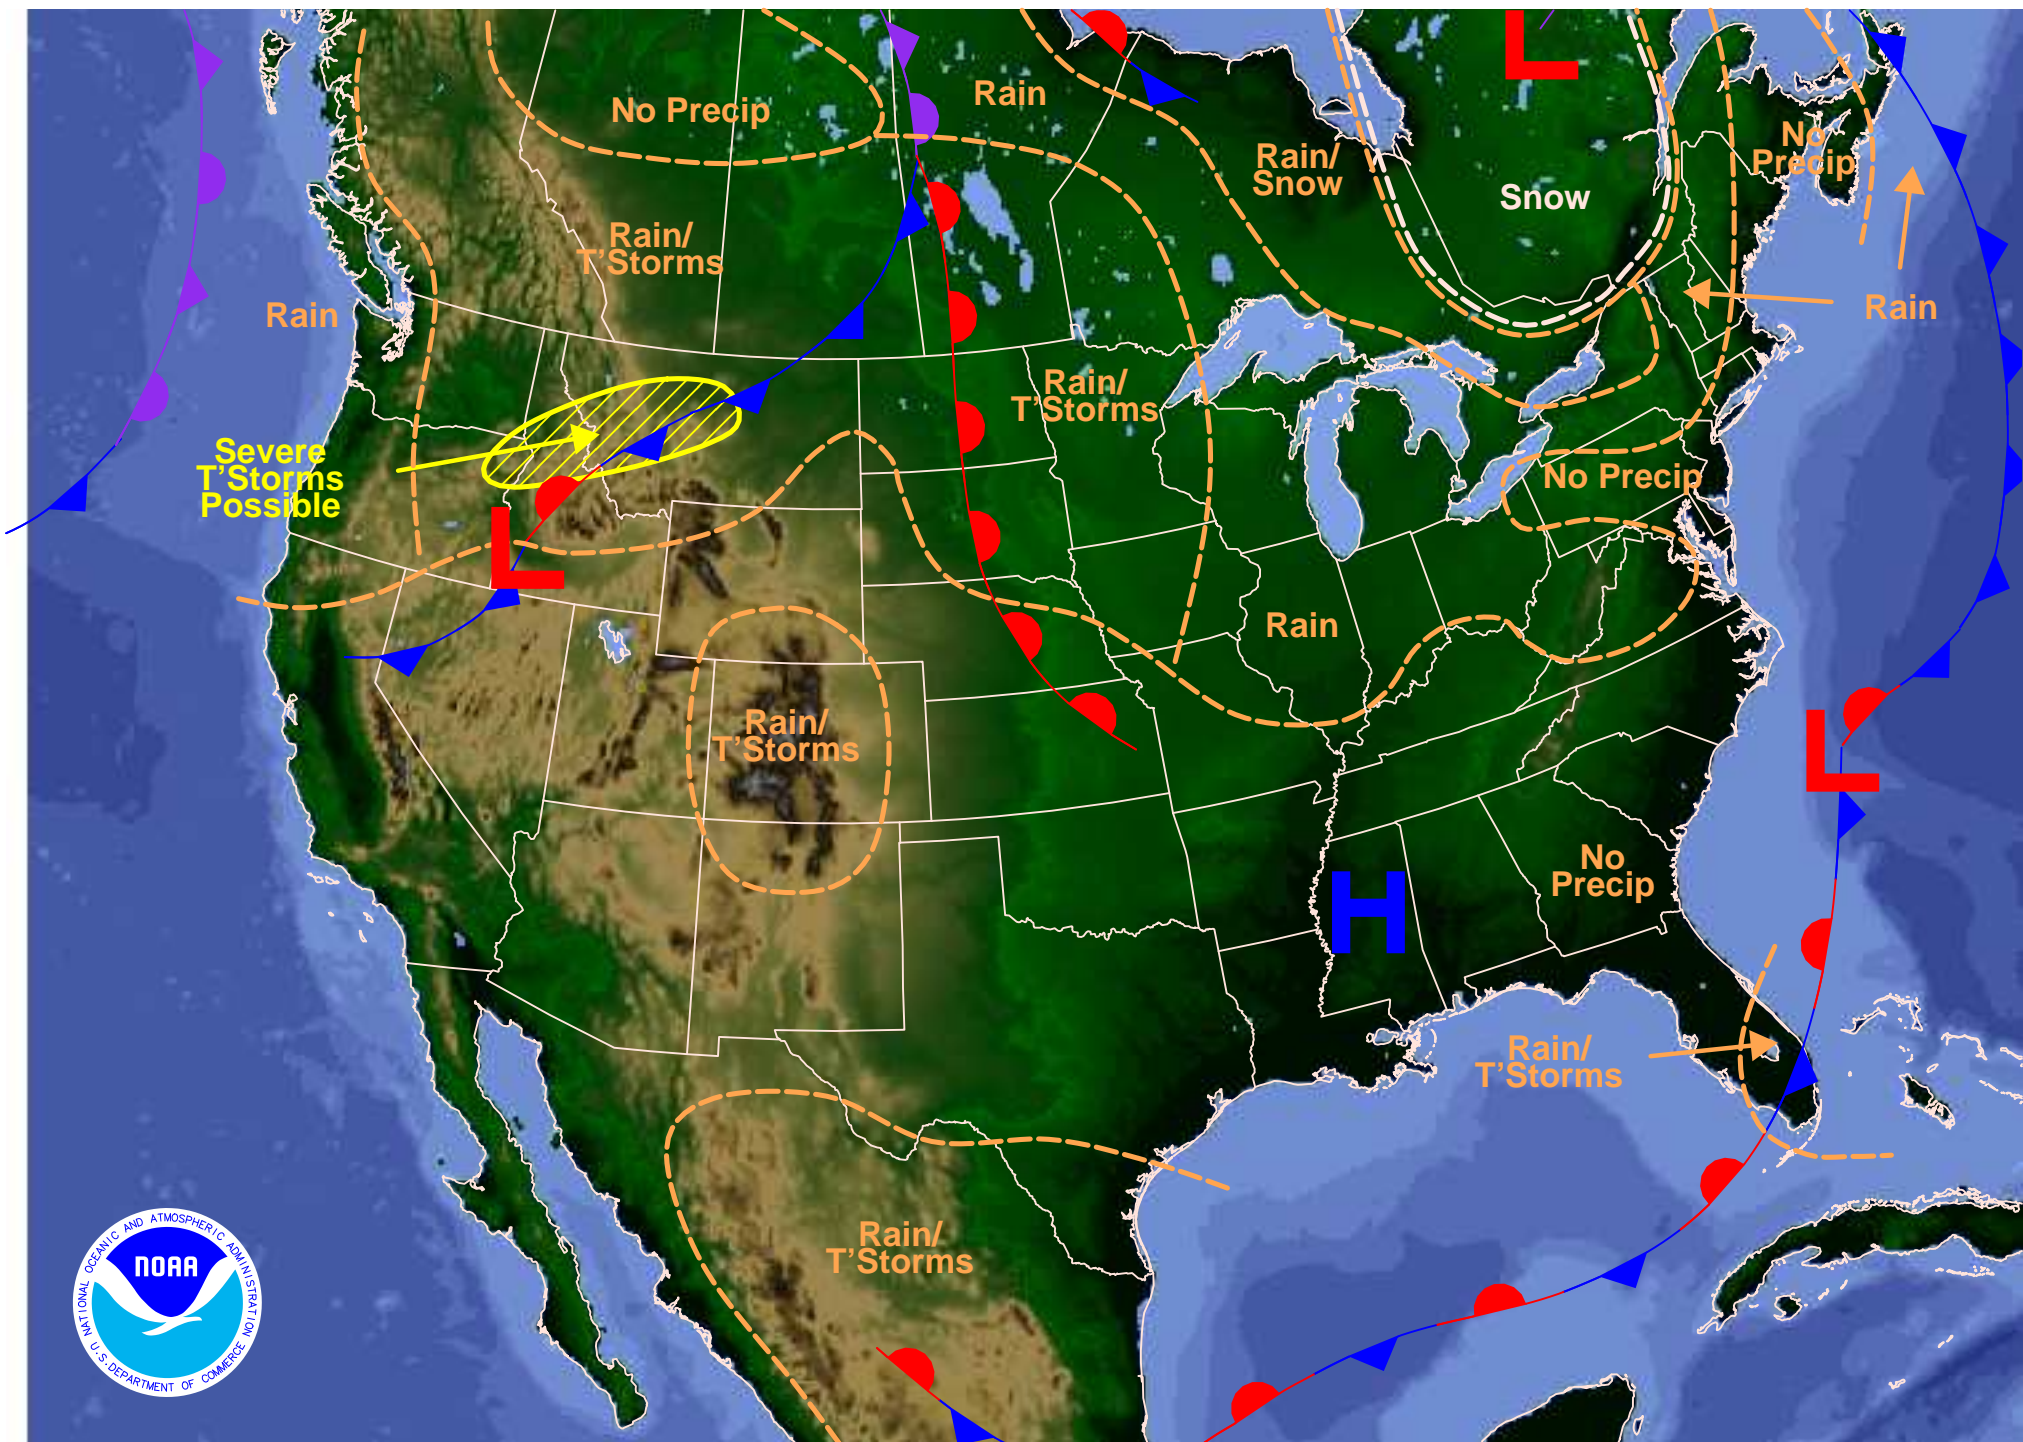 L
No Precip
Rain
Rain/
Snow
Snow
No
Precip
Rain/
T'Storms
Rain
Rain
Rain/
T'Storms
Severe
T'Storms
Possible
No Precip
L
Rain
Rain/
T'Storms
L
No
Precip
H
Rain/
T'Storms
Rain/
T'Storms
NATIONAL OCEANIC AND ATMOSPHERIC ADMINISTRATION
NOAA
U.S. DEPARTMENT OF COMMERCE